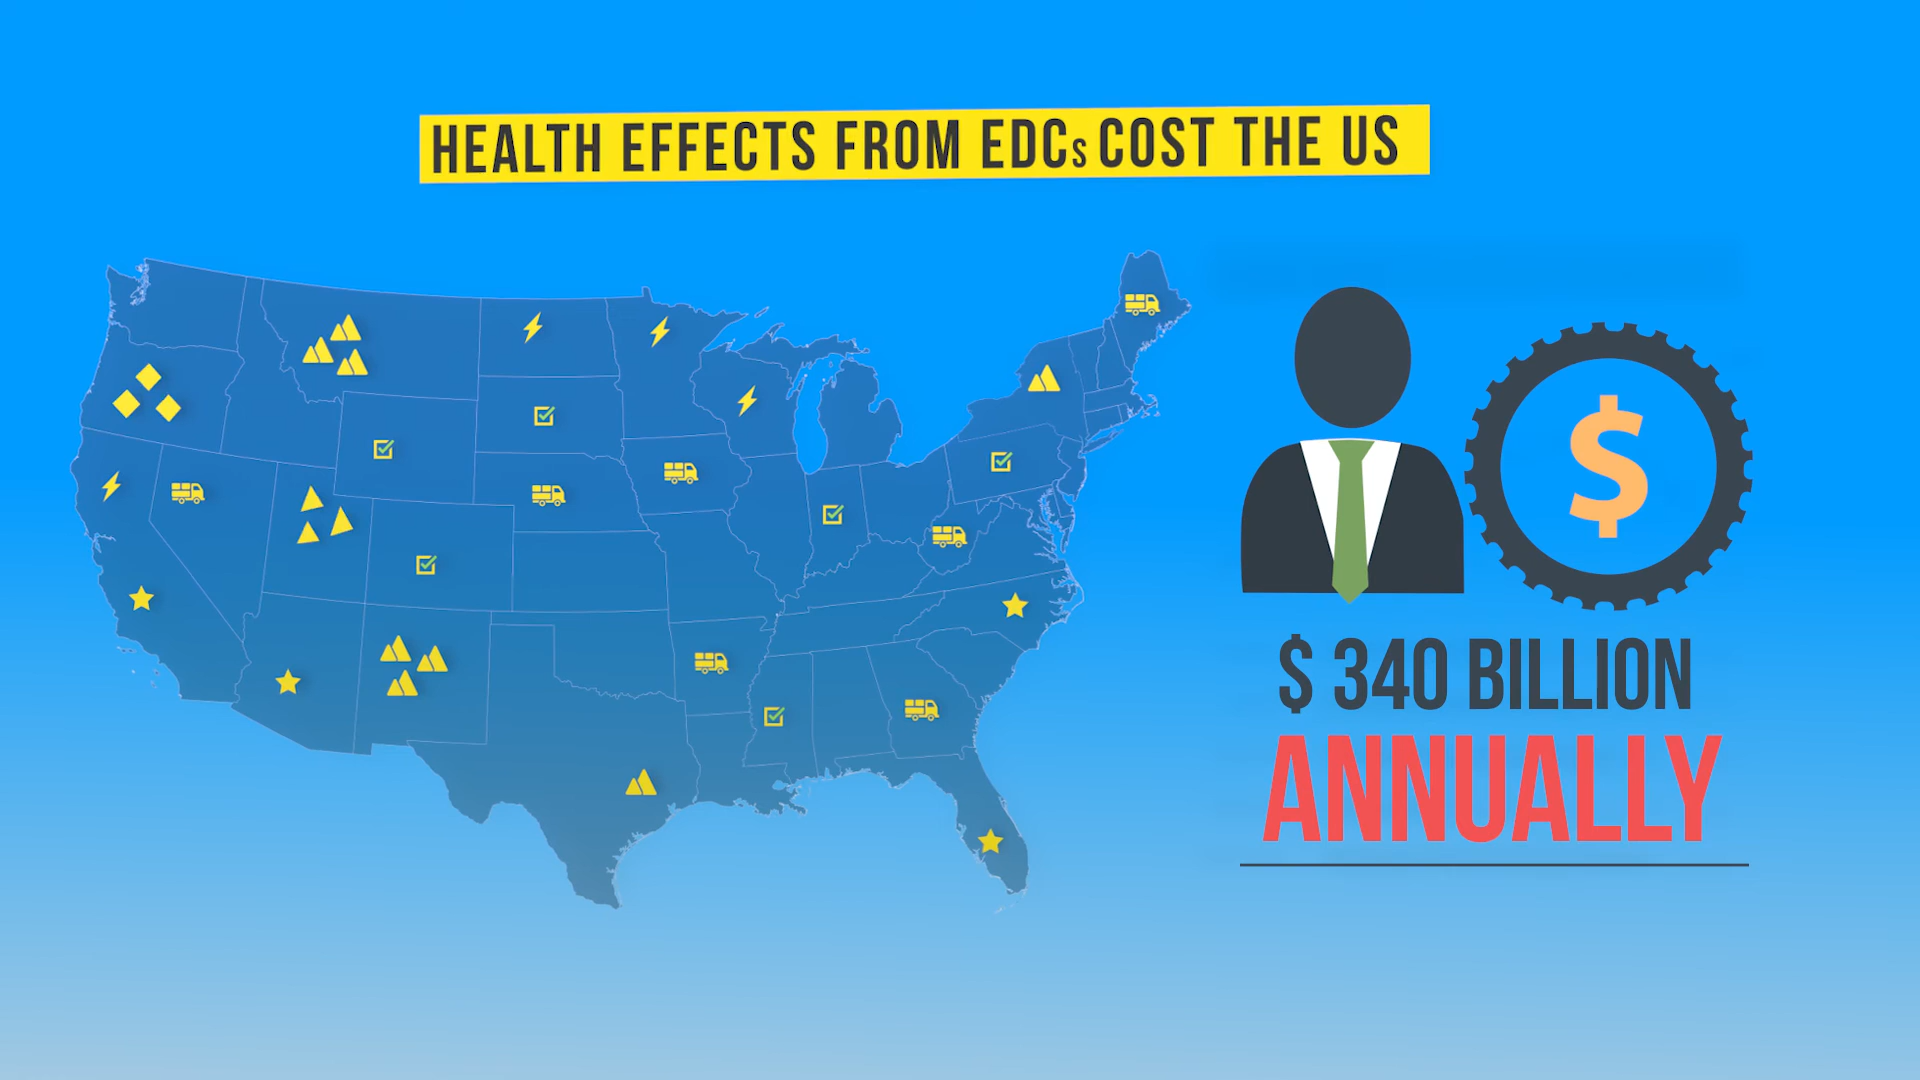 HEALTH EFFECTS FROM EDCs COST THE US
$
$ 340 BILLION
ANNUALLY